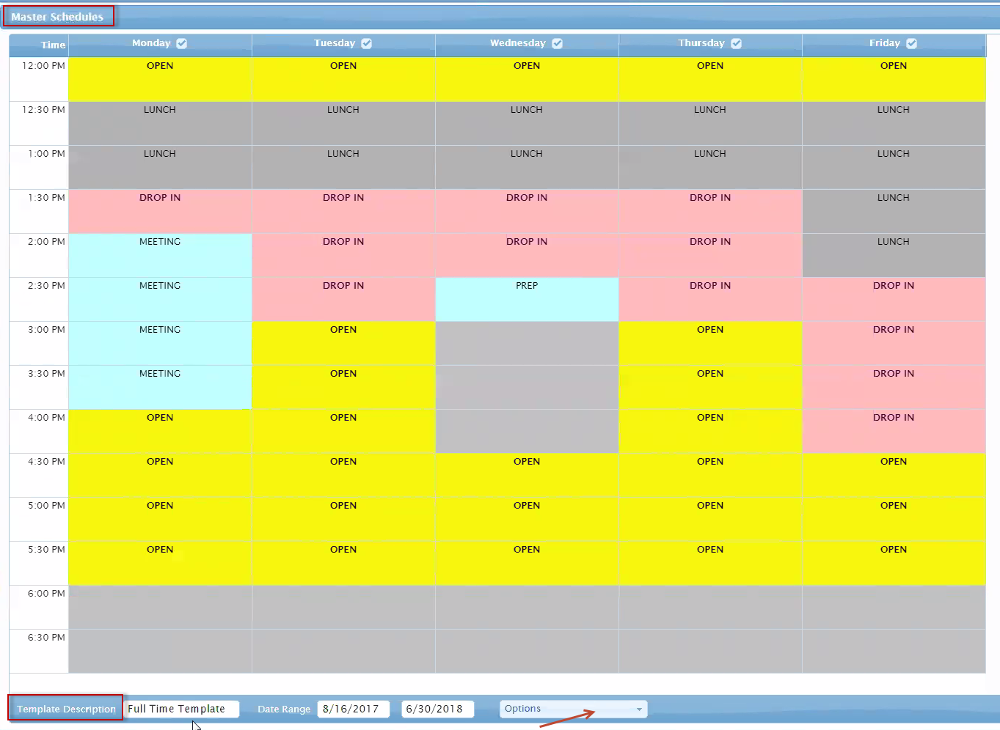 Master Schedules
Time Monday Tuesday Wednesday Thursday Friday
12:00 PM OPEN OPEN OPEN OPEN OPEN
12:30 PM LUNCH LUNCH LUNCH LUNCH LUNCH
1:00 PM LUNCH LUNCH LUNCH LUNCH LUNCH
1:30 PM DROP IN DROP IN DROP IN DROP IN LUNCH
2:00 PM MEETING DROP IN DROP IN DROP IN LUNCH
2:30 PM MEETING DROP IN PREP DROP IN DROP IN
3:00 PM MEETING OPEN OPEN DROP IN
3:30 PM MEETING OPEN OPEN DROP IN
4:00 PM OPEN OPEN OPEN DROP IN
4:30 PM OPEN OPEN OPEN OPEN OPEN
5:00 PM OPEN OPEN OPEN OPEN OPEN
5:30 PM OPEN OPEN OPEN OPEN OPEN
6:00 PM
6:30 PM
Template Description Full Time Template Date Range 8/16/2017 6/30/2018 Options